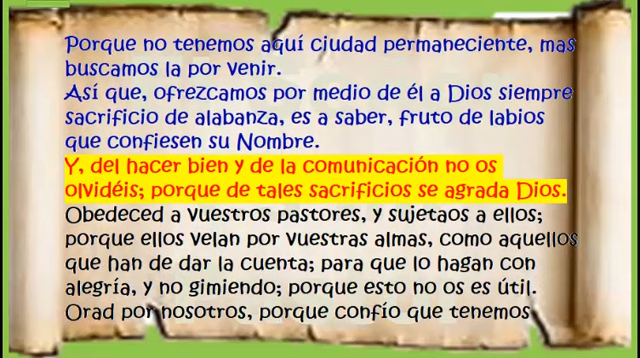 Porque no tenemos aquí ciudad permaneciente, mas
buscamos la por venir.
Así que, ofrezcamos por medio de él a Dios siempre
sacrificio de alabanza, es a saber, fruto de labios
que confiesen su Nombre.
Y, del hacer bien y de la comunicación no os
olvidéis; porque de tales sacrificios se agrada Dios.
Obedeced a vuestros pastores, y sujetaos a ellos;
porque ellos velan por vuestras almas, como aquellos
que han de dar la cuenta; para que lo hagan con
alegría, y no gimiendo; porque esto no os es útil.
Orad por nosotros, porque confío que tenemos